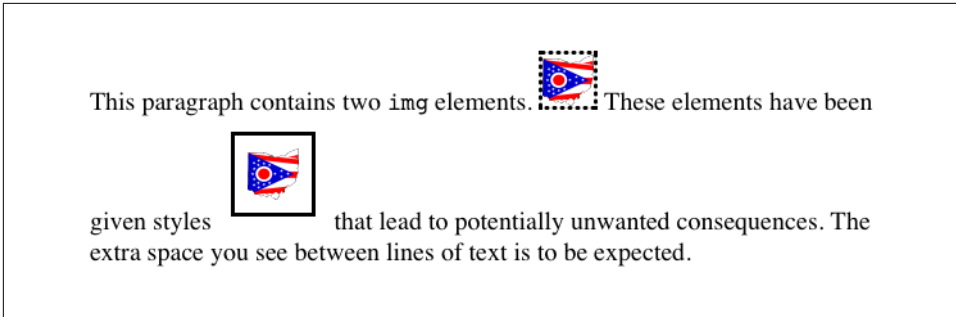 This paragraph contains two img elements. These elements have been
given styles that lead to potentially unwanted consequences. The
extra space you see between lines of text is to be expected.